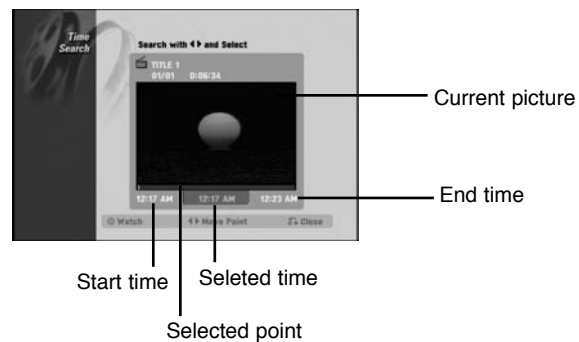 Time
Search
Search with ◀ ▶ and Select
TITLE 1
01/01 0:06:34
Current picture
12:17 AM 12:17 AM 12:23 AM
End time
⊙ Watch ◀ ▶ Move Point Close
Start time
Seleted time
Selected point